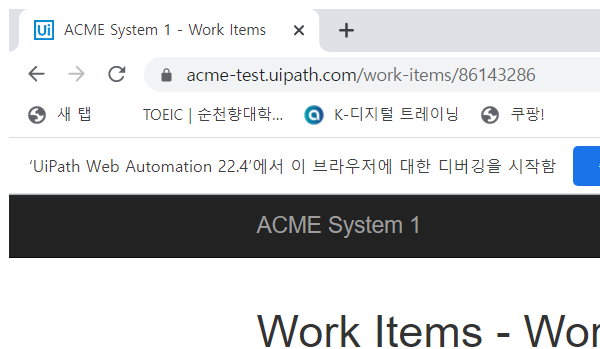 Ui ACME System 1 - Work Items
acme-test.uipath.com/work-items/86143286
새 탭 TOEIC | 순천향대학... K-디지털 트레이닝 쿠팡!
'UiPath Web Automation 22.4'에서 이 브라우저에 대한 디버깅을 시작함
ACME System 1
Work Items - Wor